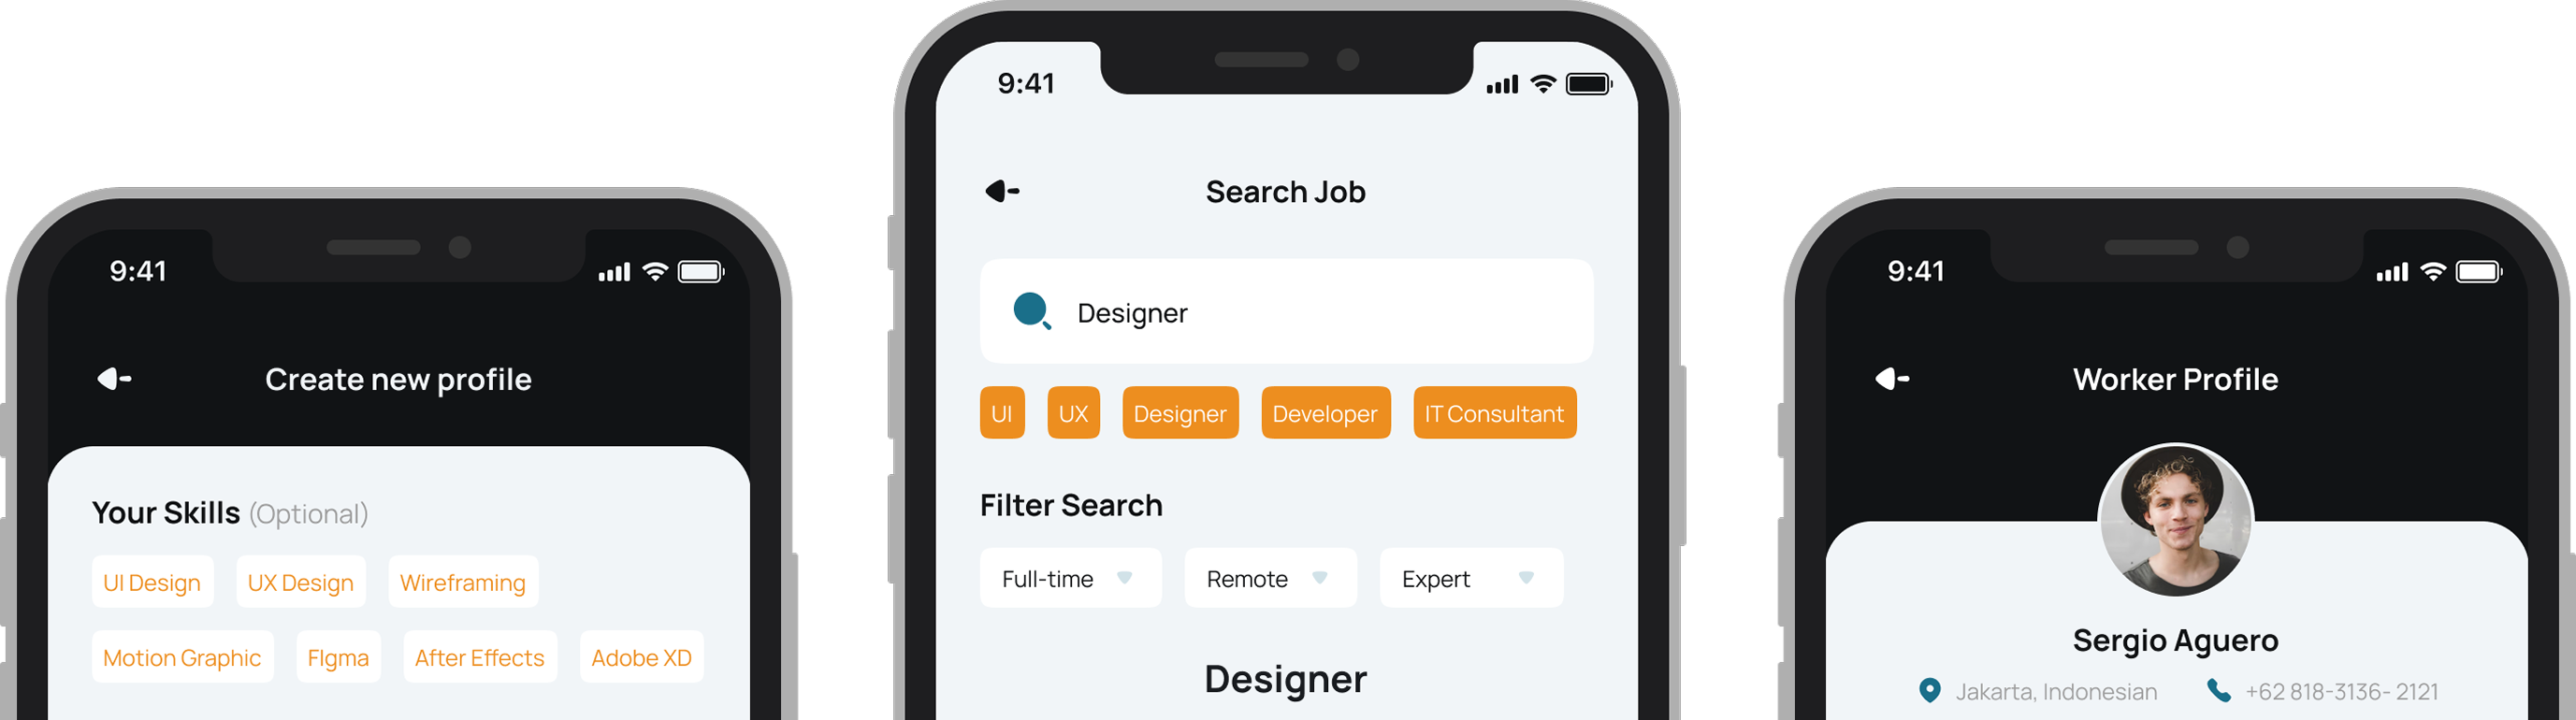 9:41
Create new profile
Your Skills (Optional)
UI Design UX Design Wireframing
Motion Graphic FIgma After Effects Adobe XD
9:41
Search Job
Designer
UI UX Designer Developer IT Consultant
Filter Search
Full-time Remote Expert
Designer
9:41
Worker Profile
Sergio Aguero
Jakarta, Indonesian +62 818-3136- 2121